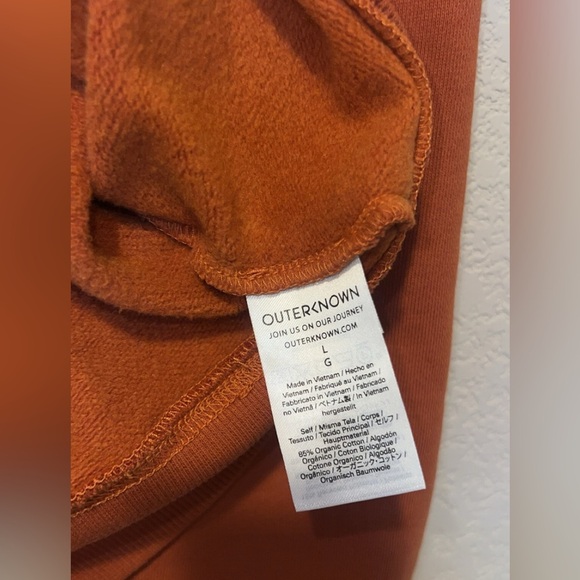 OUTERKNOWN
JOIN US ON OUR JOURNEY
OUTERKNOWN.COM
L
G
Made in Vietnam / Hecho en
Vietnam / Fabriqué au Vietnam /
Fabbricato in Vietnam / Fabricado
no Vietnã / ベトナム製 / In Vietnam
hergestellt
Self / Misma Tela / Corps /
Tessuto / Tecido Principal / セルフ /
Hauptmaterial
85% Organic Cotton / Algodón
Orgánico / Coton Biologique /
Cotone Organico / Algodão
Orgânico / オーガニック・コットン /
Organisch Baumwolle